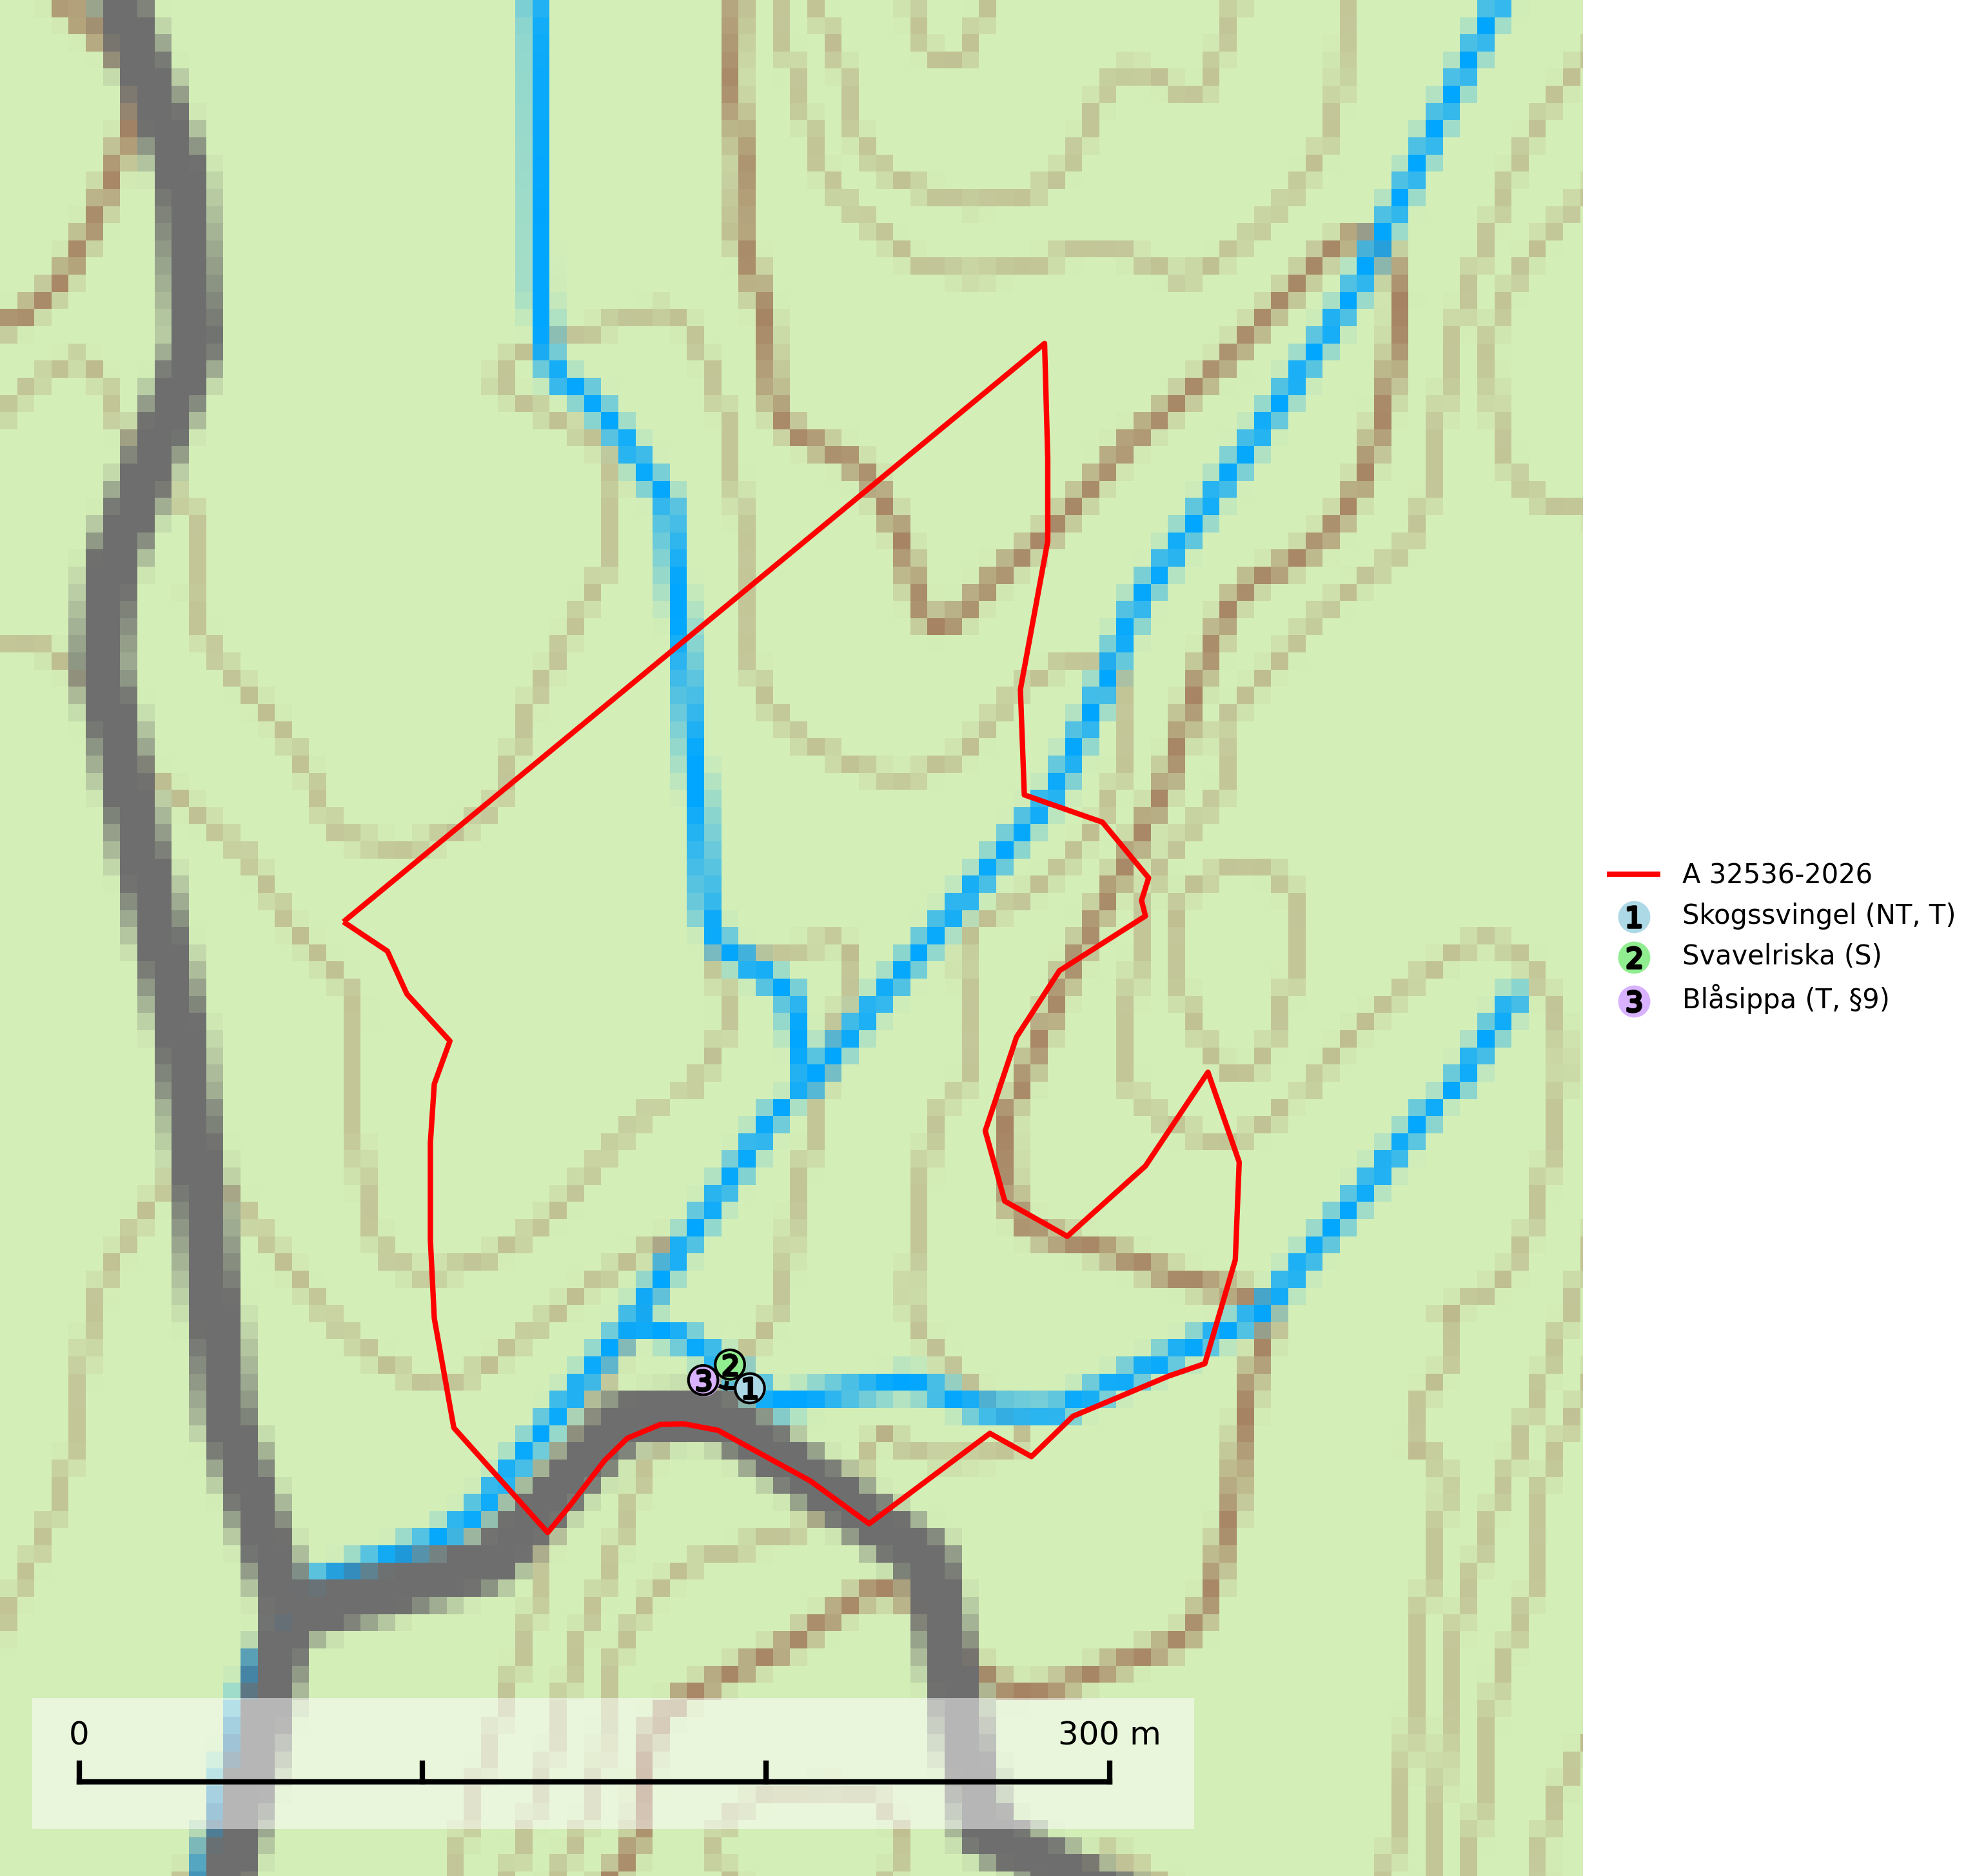 A 32536-2026
1 Skogssvingel (NT, T)
2 Svavelriska (S)
3 Blåsippa (T, §9)
2
3
1
0 300 m